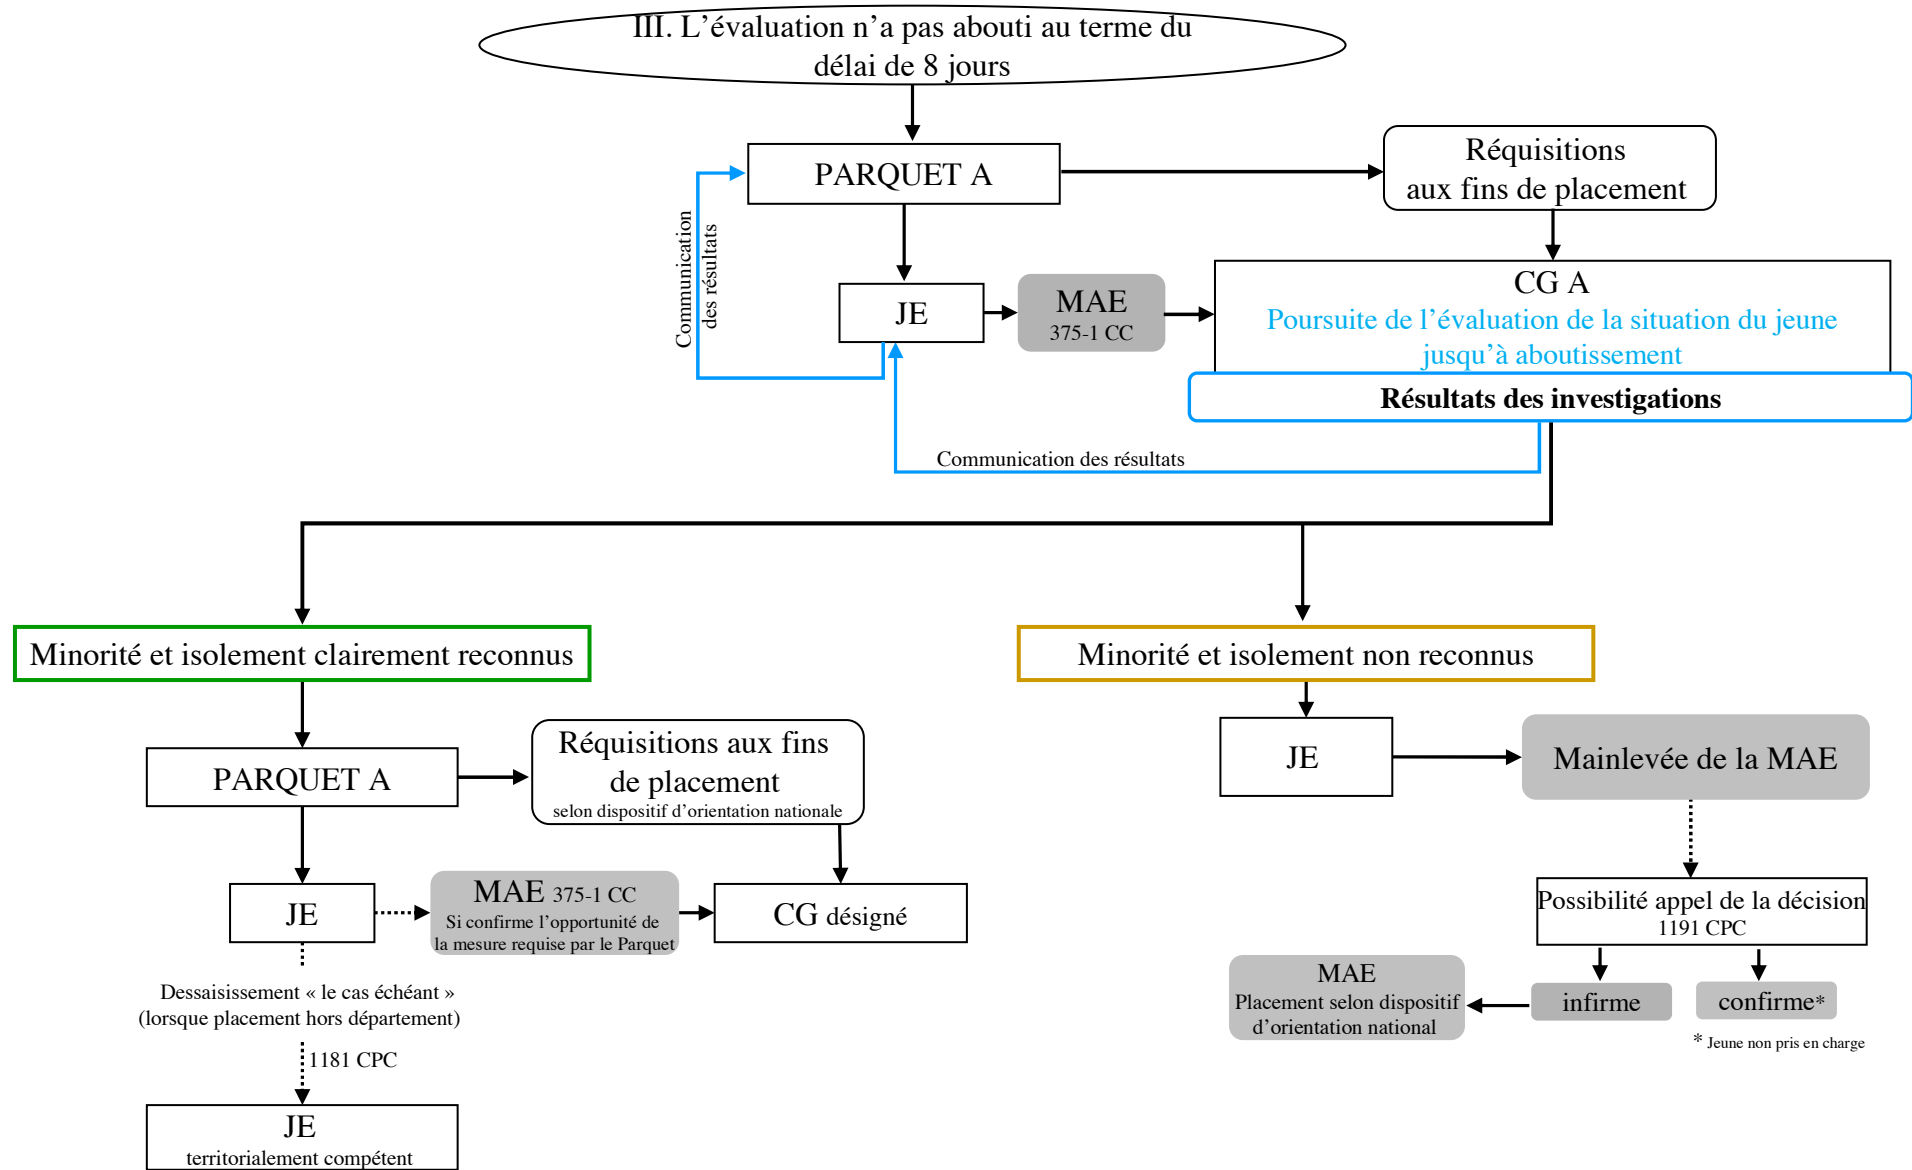 III. L’évaluation n’a pas abouti au terme du
délai de 8 jours
PARQUET A
Réquisitions
aux fins de placement
Communication
des résultats
JE
MAE
375-1 CC
CG A
Poursuite de l’évaluation de la situation du jeune
jusqu’à aboutissement
Résultats des investigations
Communication des résultats
Minorité et isolement clairement reconnus
Minorité et isolement non reconnus
PARQUET A
Réquisitions aux fins
de placement
selon dispositif d’orientation nationale
JE
MAE 375-1 CC
Si confirme l’opportunité de
la mesure requise par le Parquet
CG désigné
Dessaisissement « le cas échéant »
(lorsque placement hors département)
1181 CPC
JE
territorialement compétent
JE
Mainlevée de la MAE
Possibilité appel de la décision
1191 CPC
MAE
Placement selon dispositif
d’orientation national
infirme
confirme*
* Jeune non pris en charge